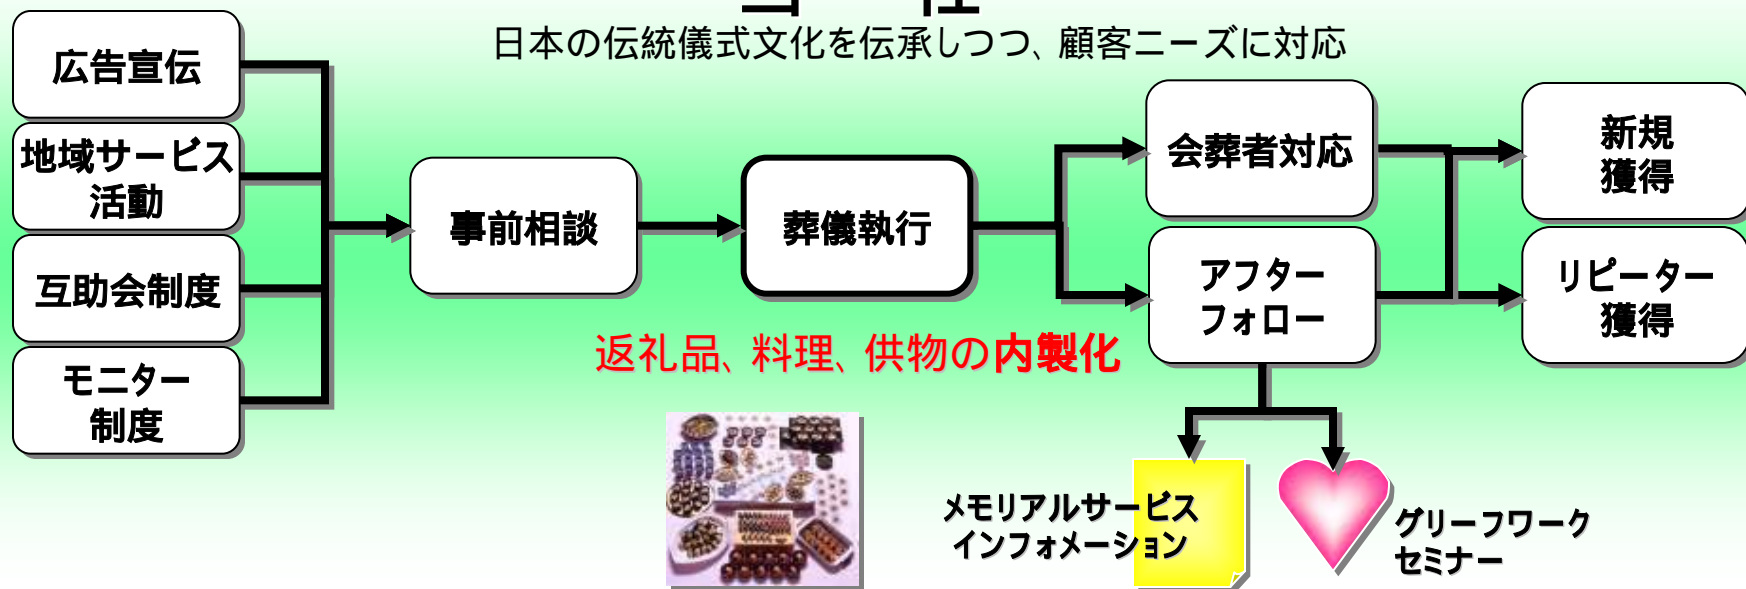 日本の伝統儀式文化を伝承しつつ、顧客ニーズに対応
広告宣伝
地域サービス
活動
互助会制度
モニター
制度
事前相談
葬儀執行
会葬者対応
アフター
フォロー
新規
獲得
リピーター
獲得
返礼品、料理、供物の内製化
メモリアルサービス
インフォメーション
グリーフワーク
セミナー